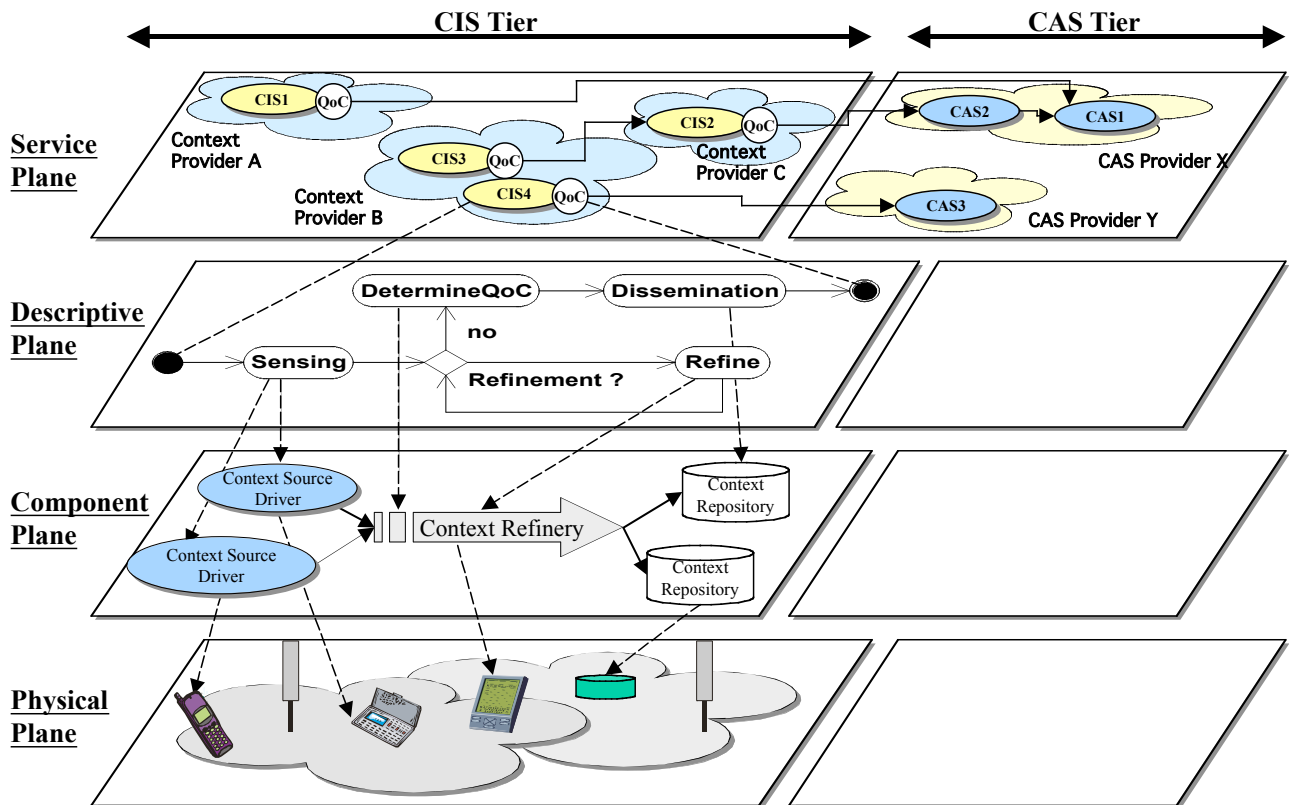 CIS Tier
CAS Tier
Service
Plane
CIS1
QoC
Context
Provider A
CIS2
QoC
Context
Provider C
CIS3
QoC
CIS4
QoC
Context
Provider B
CAS2
CAS1
CAS Provider X
CAS3
CAS Provider Y
Descriptive
Plane
DetermineQoC
Dissemination
no
Sensing
Refinement ?
Refine
Component
Plane
Context Source
Driver
Context Source
Driver
Context Refinery
Context
Repository
Context
Repository
Physical
Plane